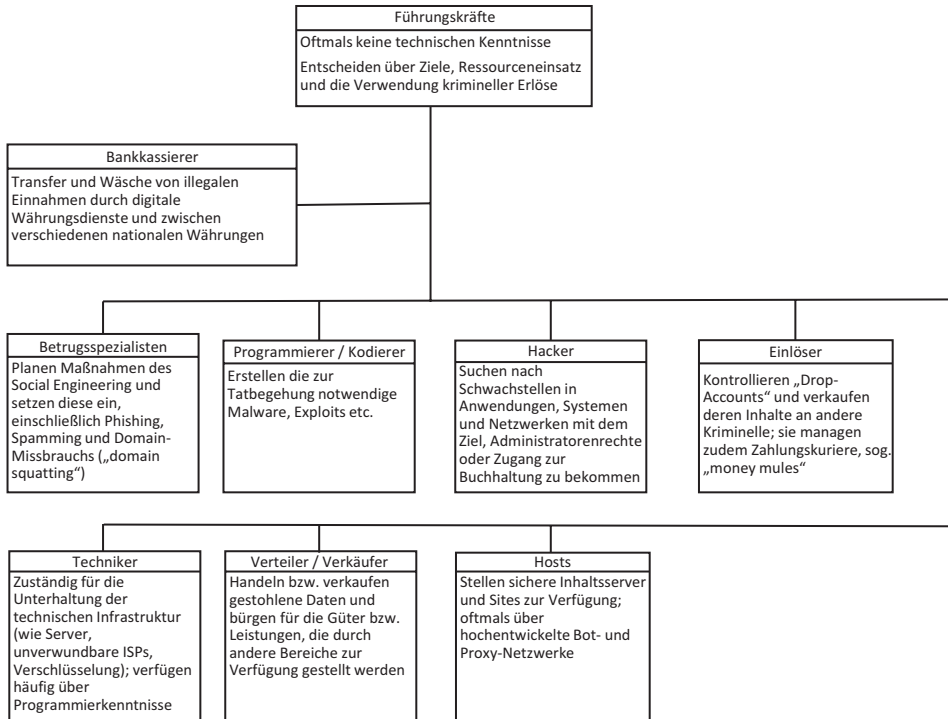 Führungskräfte
Oftmals keine technischen Kenntnisse
Entscheiden über Ziele, Ressourceneinsatz
und die Verwendung krimineller Erlöse
Bankkassierer
Transfer und Wäsche von illegalen
Einnahmen durch digitale
Währungsdienste und zwischen
verschiedenen nationalen Währungen
Betrugsspezialisten
Planen Maßnahmen des
Social Engineering und
setzen diese ein,
einschließlich Phishing,
Spamming und Domain-
Missbrauchs („domain
squatting“)
Programmierer / Kodierer
Erstellen die zur
Tatbegehung notwendige
Malware, Exploits etc.
Hacker
Suchen nach
Schwachstellen in
Anwendungen, Systemen
und Netzwerken mit dem
Ziel, Administratorenrechte
oder Zugang zur
Buchhaltung zu bekommen
Einlöser
Kontrollieren „Drop-
Accounts“ und verkaufen
deren Inhalte an andere
Kriminelle; sie managen
zudem Zahlungskuriere, sog.
„money mules“
Techniker
Zuständig für die
Unterhaltung der
technischen Infrastruktur
(wie Server,
unverwundbare ISPs,
Verschlüsselung); verfügen
häufig über
Programmierkenntnisse
Verteiler / Verkäufer
Handeln bzw. verkaufen
gestohlene Daten und
bürgen für die Güter bzw.
Leistungen, die durch
andere Bereiche zur
Verfügung gestellt werden
Hosts
Stellen sichere Inhaltsserver
und Sites zur Verfügung;
oftmals über
hochentwickelte Bot- und
Proxy-Netzwerke